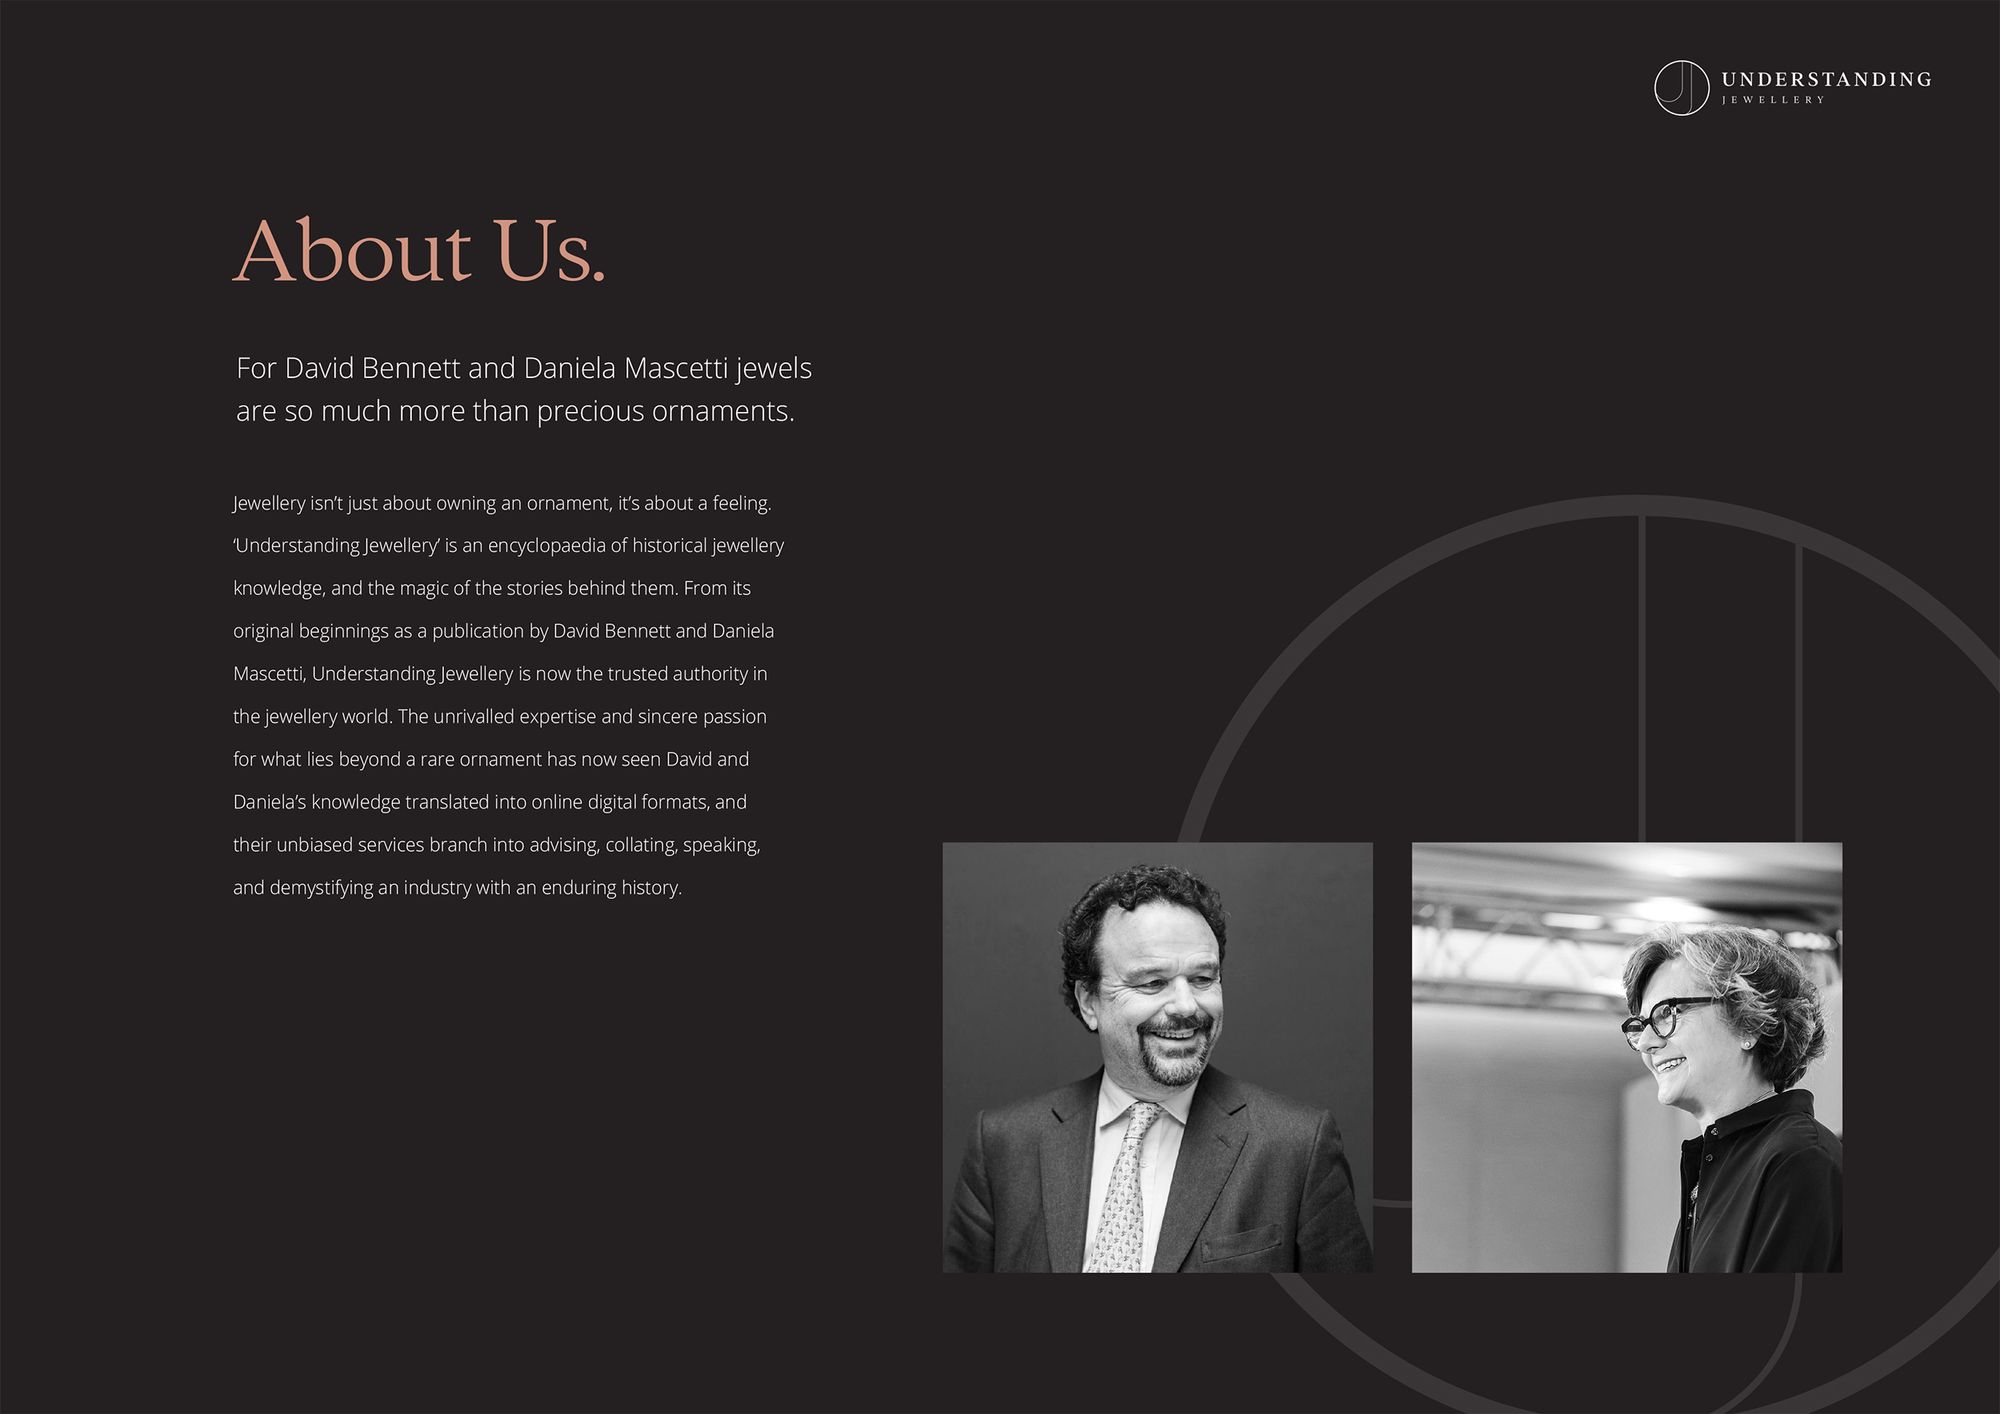 UNDERSTANDING
JEWELLERY
About Us.
For David Bennett and Daniela Mascetti jewels
are so much more than precious ornaments.
Jewellery isn’t just about owning an ornament, it’s about a feeling.
‘Understanding Jewellery’ is an encyclopaedia of historical jewellery
knowledge, and the magic of the stories behind them. From its
original beginnings as a publication by David Bennett and Daniela
Mascetti, Understanding Jewellery is now the trusted authority in
the jewellery world. The unrivalled expertise and sincere passion
for what lies beyond a rare ornament has now seen David and
Daniela’s knowledge translated into online digital formats, and
their unbiased services branch into advising, collating, speaking,
and demystifying an industry with an enduring history.